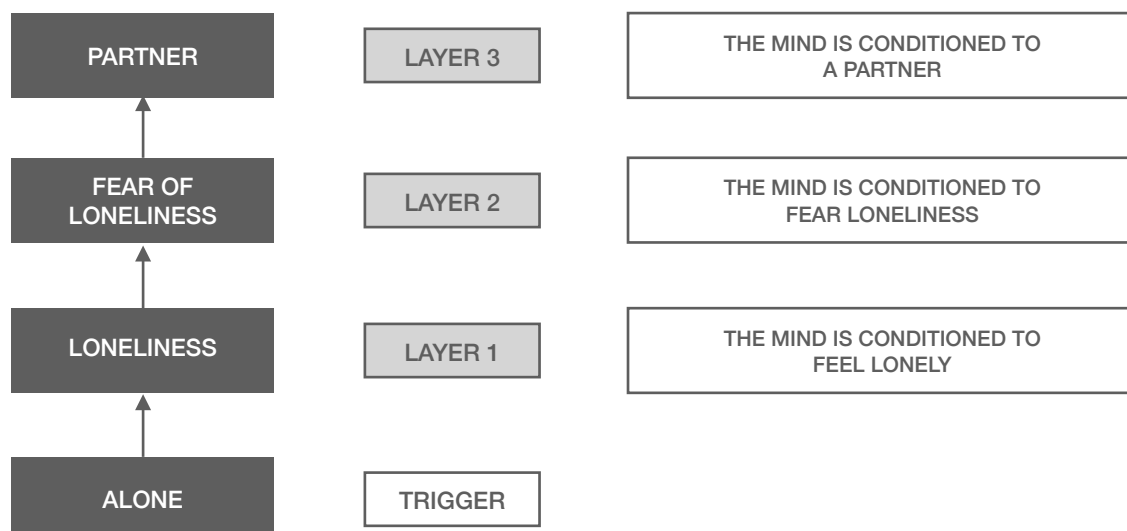 PARTNER
LAYER 3
THE MIND IS CONDITIONED TO
A PARTNER
FEAR OF
LONELINESS
LAYER 2
THE MIND IS CONDITIONED TO
FEAR LONELINESS
LONELINESS
LAYER 1
THE MIND IS CONDITIONED TO
FEEL LONELY
ALONE
TRIGGER